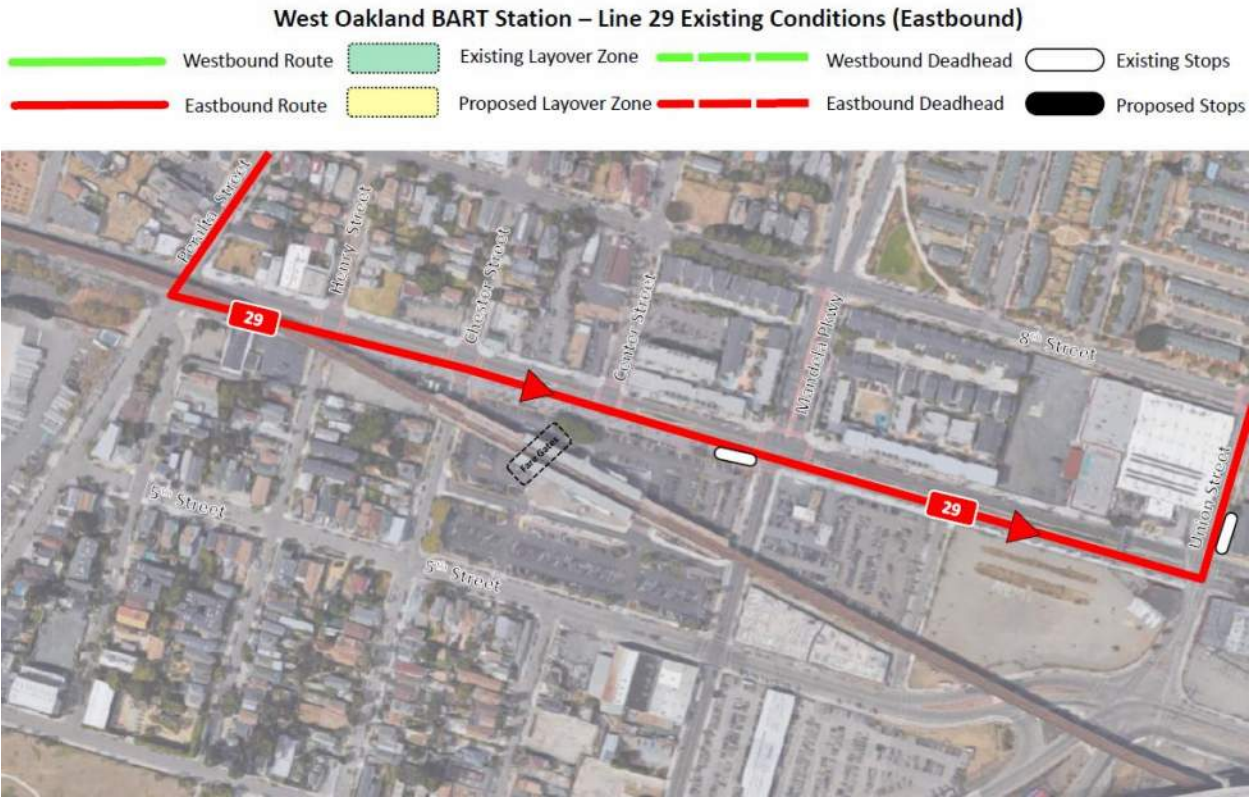 West Oakland BART Station – Line 29 Existing Conditions (Eastbound)
Westbound Route
Existing Layover Zone
Westbound Deadhead
Existing Stops
Eastbound Route
Proposed Layover Zone
Eastbound Deadhead
Proposed Stops
Peralta Street
Henry Street
Chester Street
Center Street
Mandela Pkwy
8th Street
29
Fare Gates
29
Union Street
5th Street
5th Street